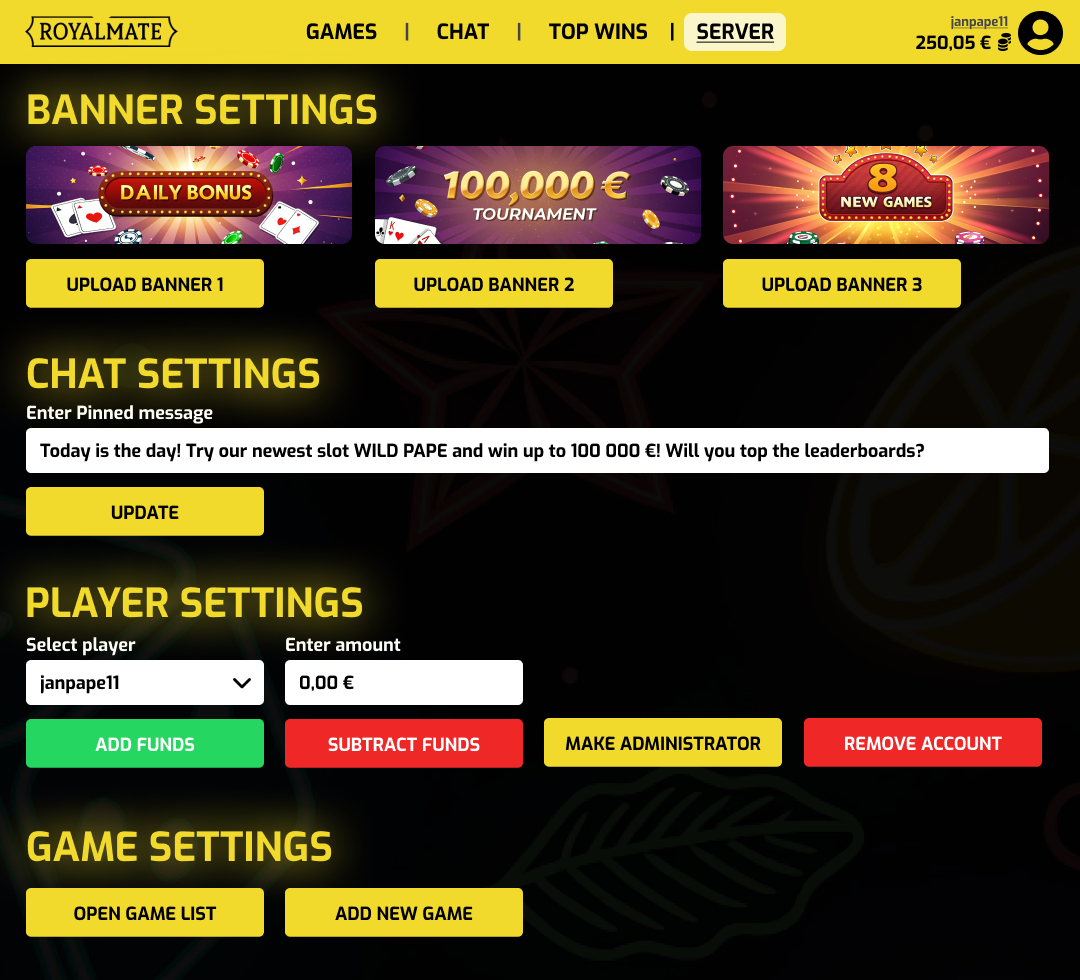 ROYALMATE
GAMES | CHAT | TOP WINS | SERVER
janpape11
250,05 €
BANNER SETTINGS
DAILY BONUS
100,000 €
TOURNAMENT
8
NEW GAMES
UPLOAD BANNER 1
UPLOAD BANNER 2
UPLOAD BANNER 3
CHAT SETTINGS
Enter Pinned message
Today is the day! Try our newest slot WILD PAPE and win up to 100 000 €! Will you top the leaderboards?
UPDATE
PLAYER SETTINGS
Select player
Enter amount
janpape11
0,00 €
ADD FUNDS
SUBTRACT FUNDS
MAKE ADMINISTRATOR
REMOVE ACCOUNT
GAME SETTINGS
OPEN GAME LIST
ADD NEW GAME